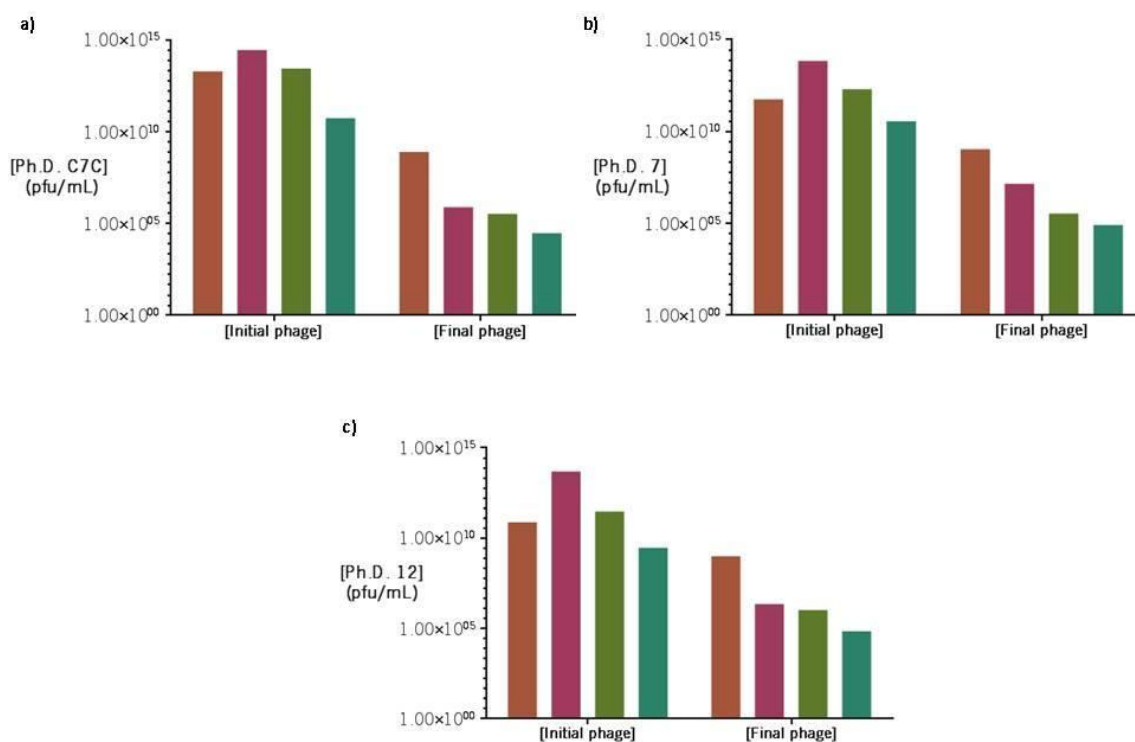 a)
1.00×10¹⁵
1.00×10¹⁰
[Ph.D. C7C]
(pfu/mL)
1.00×10⁰⁵
1.00×10⁰⁰
[Initial phage]
[Final phage]
b)
1.00×10¹⁵
1.00×10¹⁰
[Ph.D. 7]
(pfu/mL)
1.00×10⁰⁵
1.00×10⁰⁰
[Initial phage]
[Final phage]
c)
1.00×10¹⁵
1.00×10¹⁰
[Ph.D. 12]
(pfu/mL)
1.00×10⁰⁵
1.00×10⁰⁰
[Initial phage]
[Final phage]